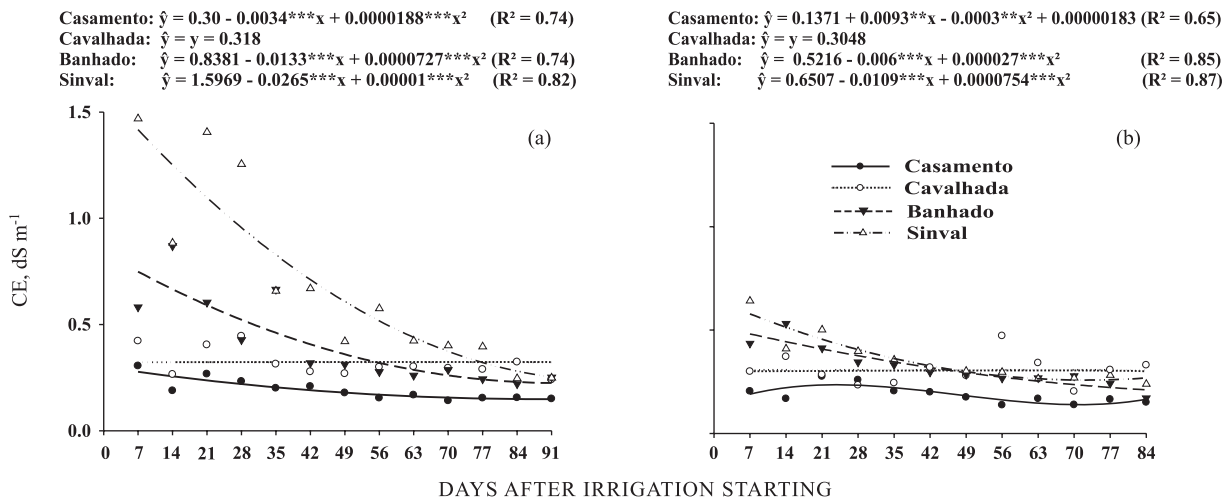 Casamento: ŷ = 0.30 - 0.0034***x + 0.0000188***x² (R² = 0.74)
Cavalhada: ŷ = y = 0.318
Banhado: ŷ = 0.8381 - 0.0133***x + 0.0000727***x² (R² = 0.74)
Sinval: ŷ = 1.5969 - 0.0265***x + 0.00001***x² (R² = 0.82)
Casamento: ŷ = 0.1371 + 0.0093**x - 0.0003**x² + 0.00000183 (R² = 0.65)
Cavalhada: ŷ = y = 0.3048
Banhado: ŷ = 0.5216 - 0.006***x + 0.000027***x² (R² = 0.85)
Sinval: ŷ = 0.6507 - 0.0109***x + 0.0000754***x² (R² = 0.87)
1.5
1.0
0.5
0.0
CE, dS m⁻¹
(a)
0 7 14 21 28 35 42 49 56 63 70 77 84 91
(b)
Casamento
Cavalhada
Banhado
Sinval
0 7 14 21 28 35 42 49 56 63 70 77 84
DAYS AFTER IRRIGATION STARTING